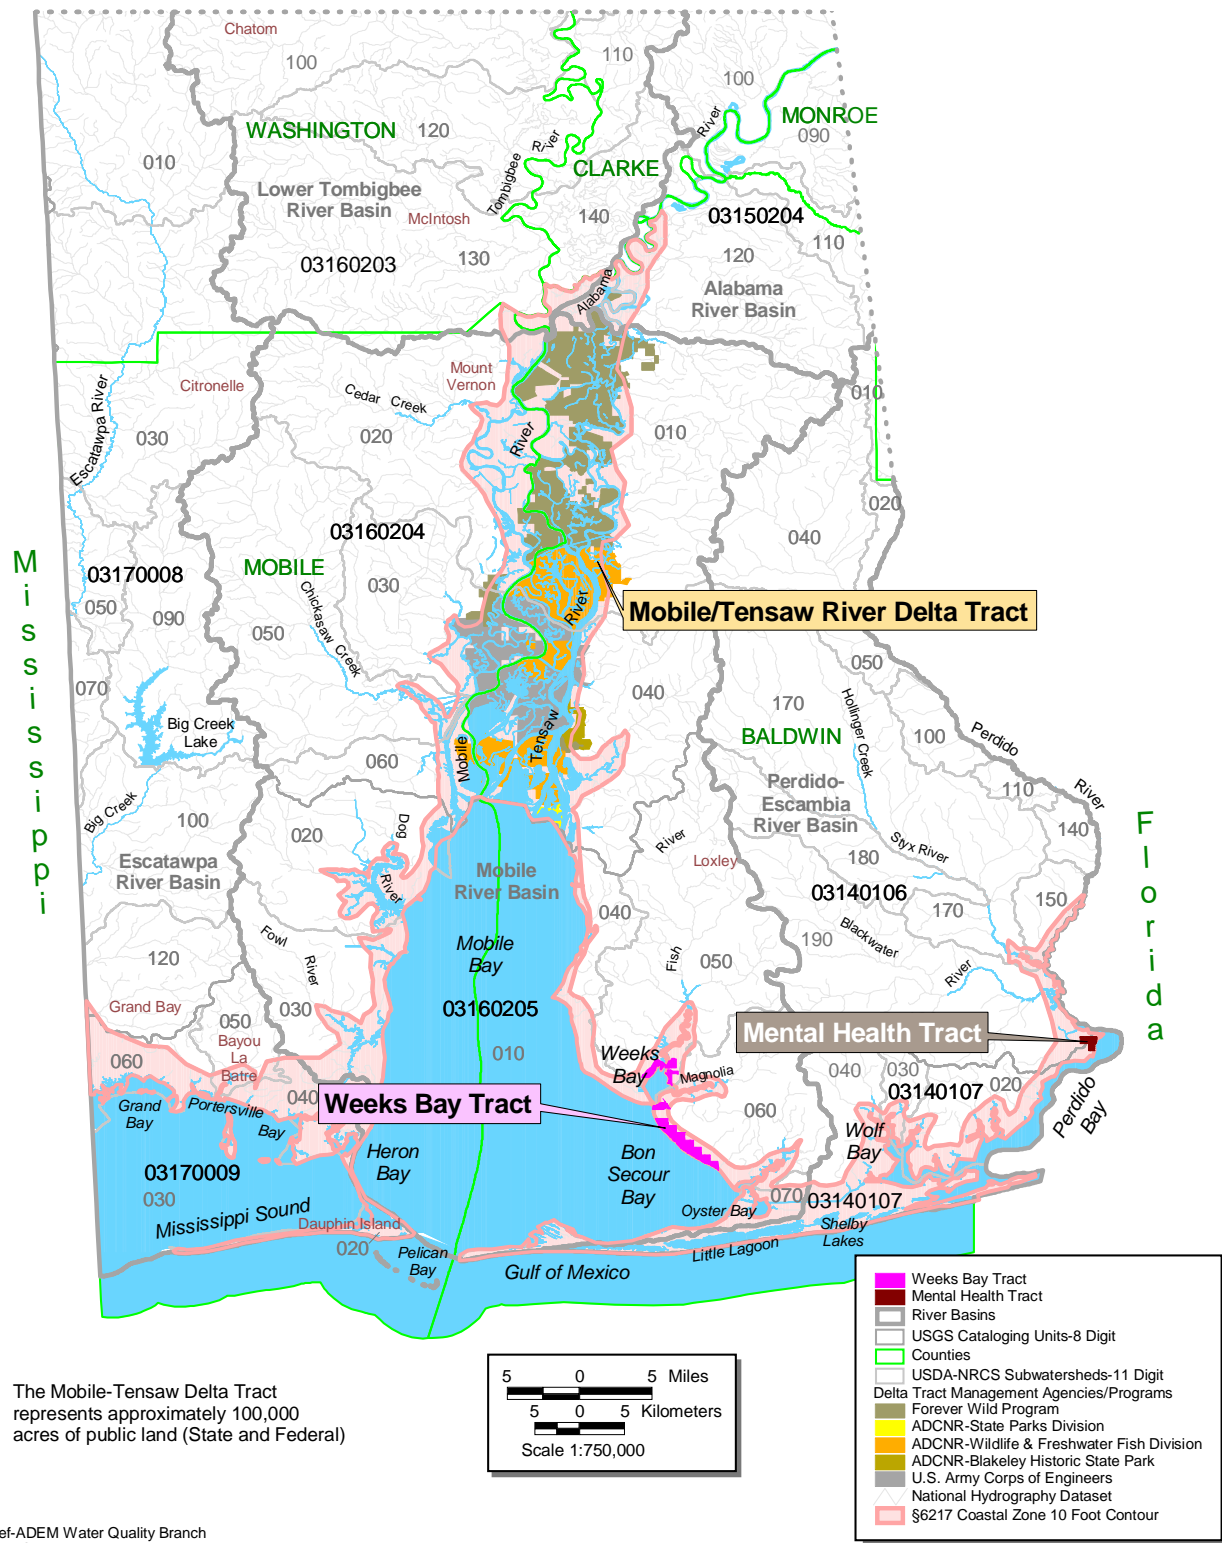 Chatom
100
110
100
MONROE
090
WASHINGTON
120
River
River
010
CLARKE
Lower Tombigbee
River Basin
McIntosh
Tombigbee
140
03150204
110
120
03160203
130
Alabama
Alabama
River Basin
Mount
Vernon
Citronelle
Cedar Creek
010
Escatawpa River
030
020
River
010
020
03160204
040
Mississippi
03170008
MOBILE
030
050
090
050
Chickasaw Creek
River
Mobile/Tensaw River Delta Tract
050
070
040
170
Hollinger Creek
Big Creek
Lake
Tensaw
BALDWIN
100
Perdido
060
Mobile
Perdido-
Escambia
River Basin
110
River
Big Creek
100
020
Dog
River
Florida
140
Styx River
Escatawpa
River Basin
Mobile
River Basin
Loxley
180
River
03140106
150
040
170
Fowl
Mobile
Bay
Blackwater
190
120
River
Fish
050
River
Grand Bay
030
03160205
050
Bayou
La
Batre
Mental Health Tract
060
010
Weeks
Bay
Magnolia
040
030
020
03140107
Grand
Bay
Portersville
Bay
040
Weeks Bay Tract
060
Perdido
Bay
Wolf
Bay
Heron
Bay
Bon
Secour
Bay
03170009
030
070
03140107
Mississippi Sound
Oyster Bay
Dauphin Island
Shelby
Lakes
020
Pelican
Bay
Little Lagoon
Gulf of Mexico
Weeks Bay Tract
Mental Health Tract
River Basins
USGS Cataloging Units-8 Digit
Counties
USDA-NRCS Subwatersheds-11 Digit
Delta Tract Management Agencies/Programs
Forever Wild Program
ADCNR-State Parks Division
ADCNR-Wildlife & Freshwater Fish Division
ADCNR-Blakeley Historic State Park
U.S. Army Corps of Engineers
National Hydrography Dataset
§6217 Coastal Zone 10 Foot Contour
5 0 5 Miles
5 0 5 Kilometers
Scale 1:750,000
The Mobile-Tensaw Delta Tract
represents approximately 100,000
acres of public land (State and Federal)
ef-ADEM Water Quality Branch